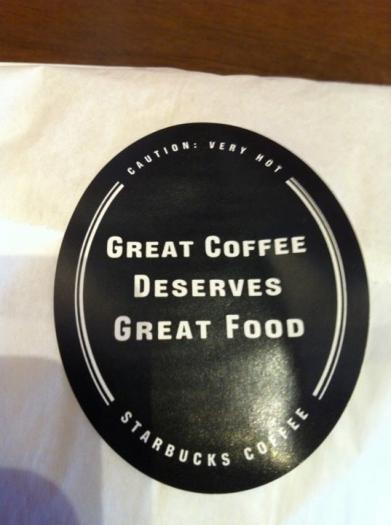 CAUTION: VERY HOT
GREAT COFFEE
DESERVES
GREAT FOOD
STARBUCKS COFFEE